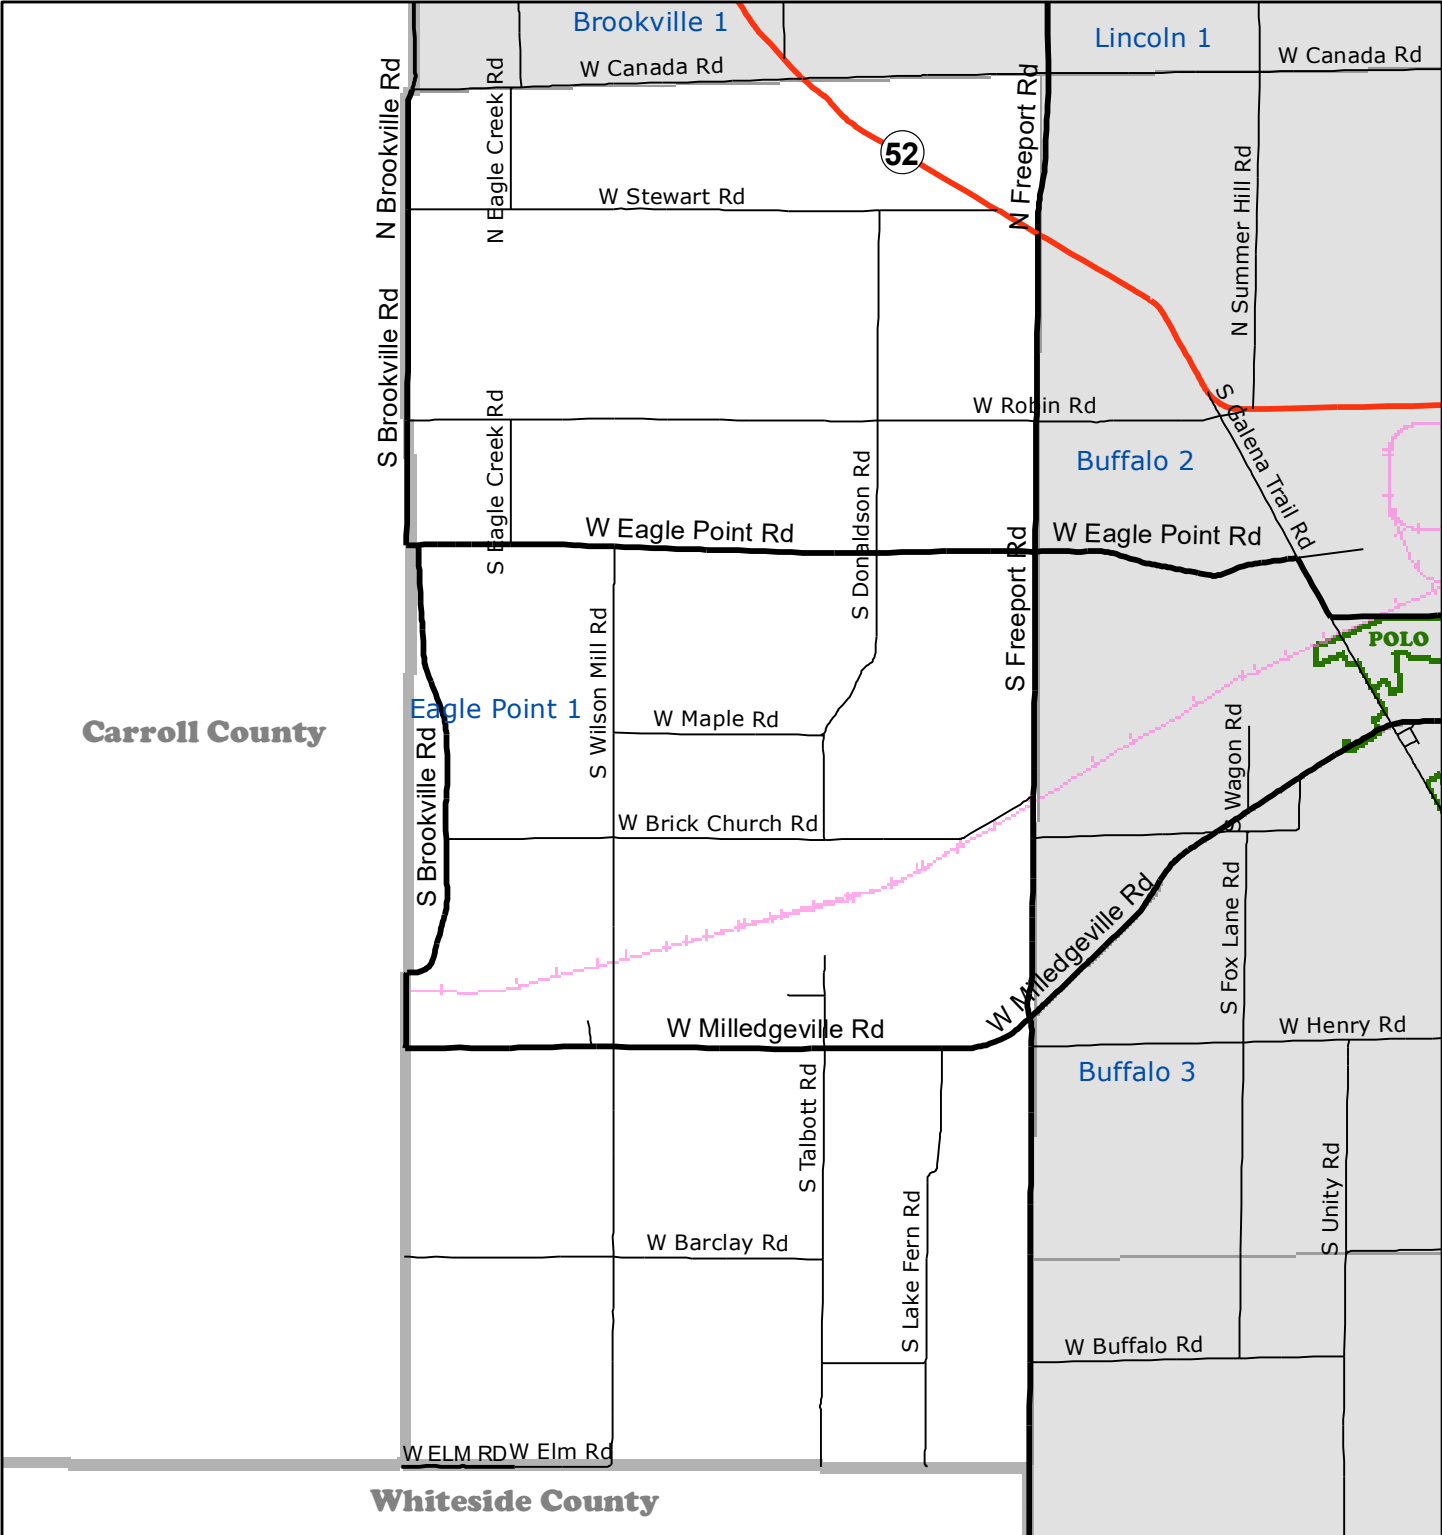 Brookville 1
Lincoln 1
W Canada Rd
W Canada Rd
N Brookville Rd
N Eagle Creek Rd
52
N Freeport Rd
N Summer Hill Rd
W Stewart Rd
S Brookville Rd
S Eagle Creek Rd
W Robin Rd
S Galena Trail Rd
Buffalo 2
S Donaldson Rd
W Eagle Point Rd
W Eagle Point Rd
S Freeport Rd
POLO
S Wilson Mill Rd
Eagle Point 1
W Maple Rd
Carroll County
S Brookville Rd
S Wagon Rd
W Brick Church Rd
S Fox Lane Rd
W Milledgeville Rd
W Milledgeville Rd
W Henry Rd
Buffalo 3
S Talbott Rd
S Unity Rd
S Lake Fern Rd
W Barclay Rd
W Buffalo Rd
W ELM RD
W Elm Rd
Whiteside County